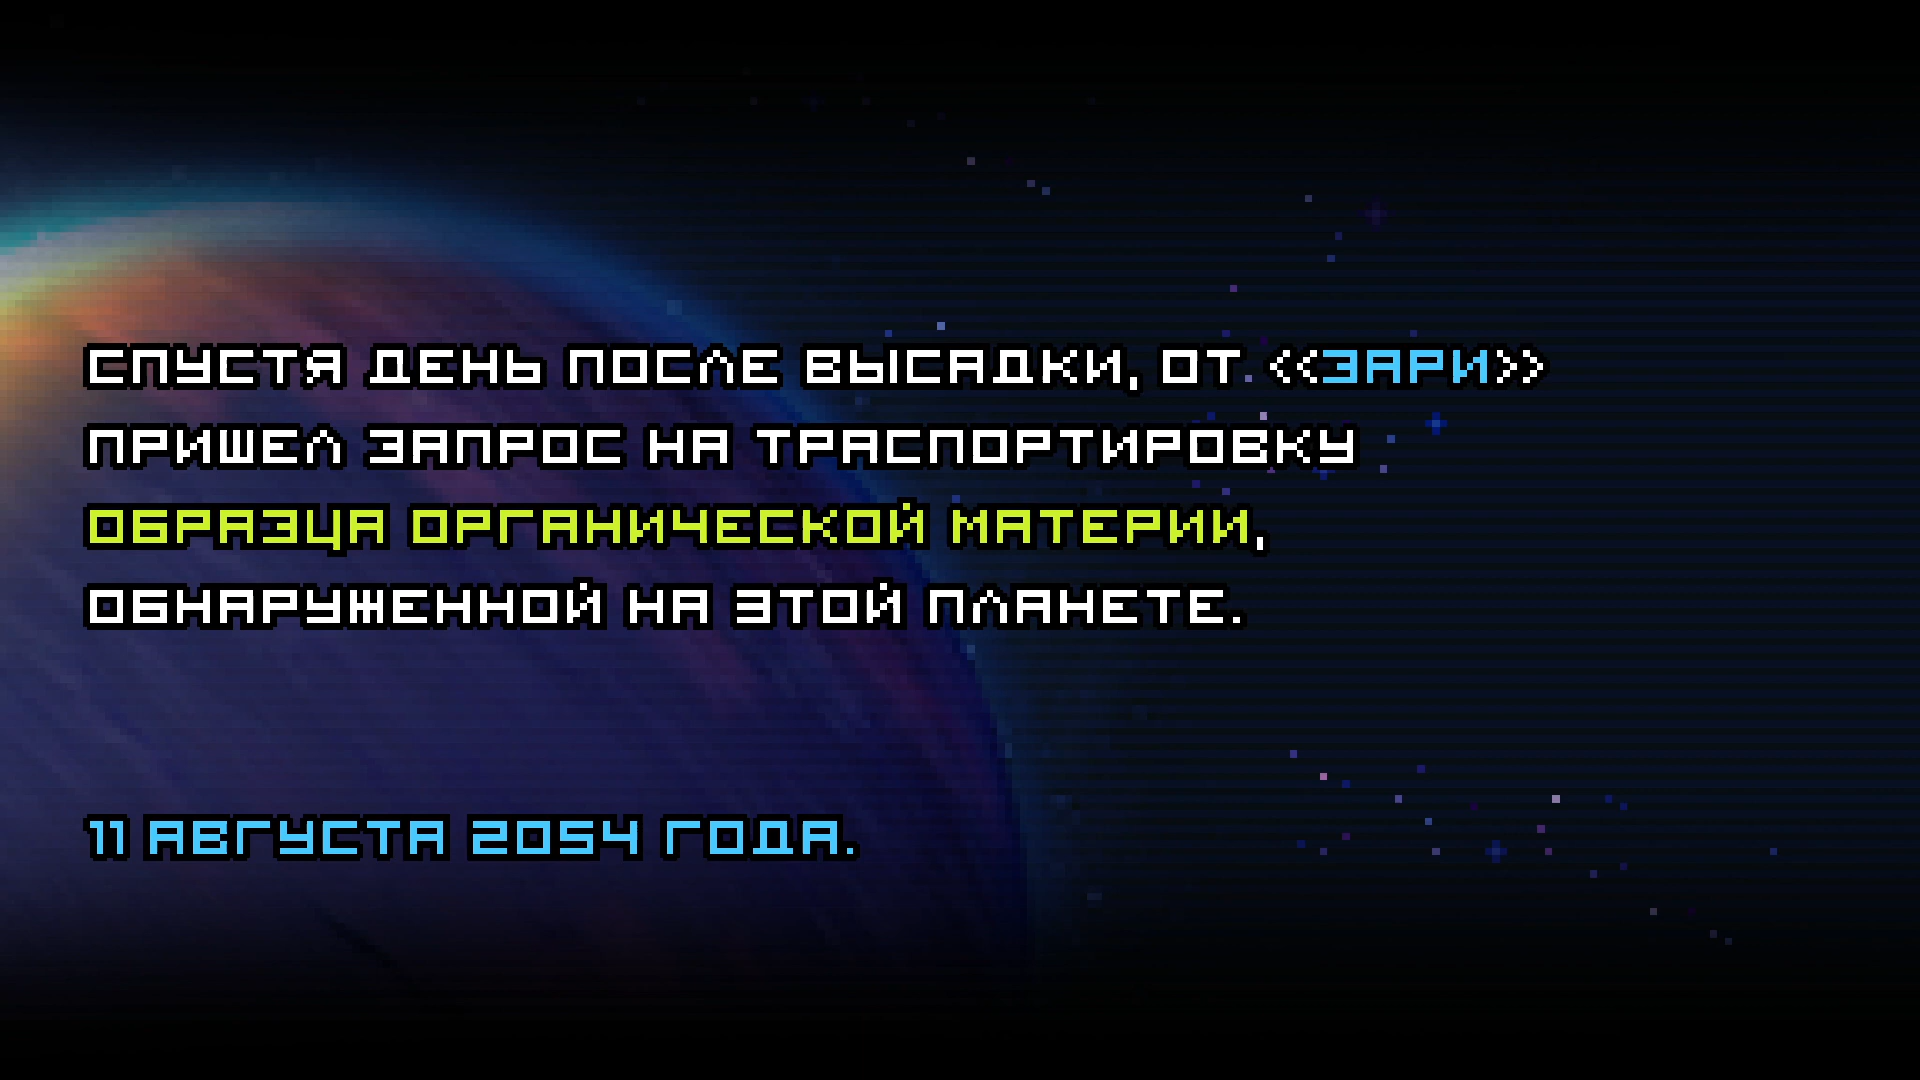 СПУСТЯ ДЕНЬ ПОСЛЕ ВЫСАДКИ, ОТ <<ЗАРИ>>
ПРИШЕЛ ЗАПРОС НА ТРАСПОРТИРОВКУ
ОБРАЗЦА ОРГАНИЧЕСКОЙ МАТЕРИИ,
ОБНАРУЖЕННОЙ НА ЭТОЙ ПЛАНЕТЕ.
11 АВГУСТА 2054 ГОДА.